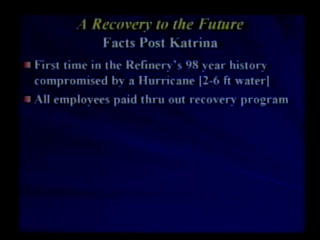 A Recovery to the Future
Facts Post Katrina
First time in the Refinery's 98 year history
compromised by a Hurricane [2-6 ft water]
All employees paid thru out recovery program